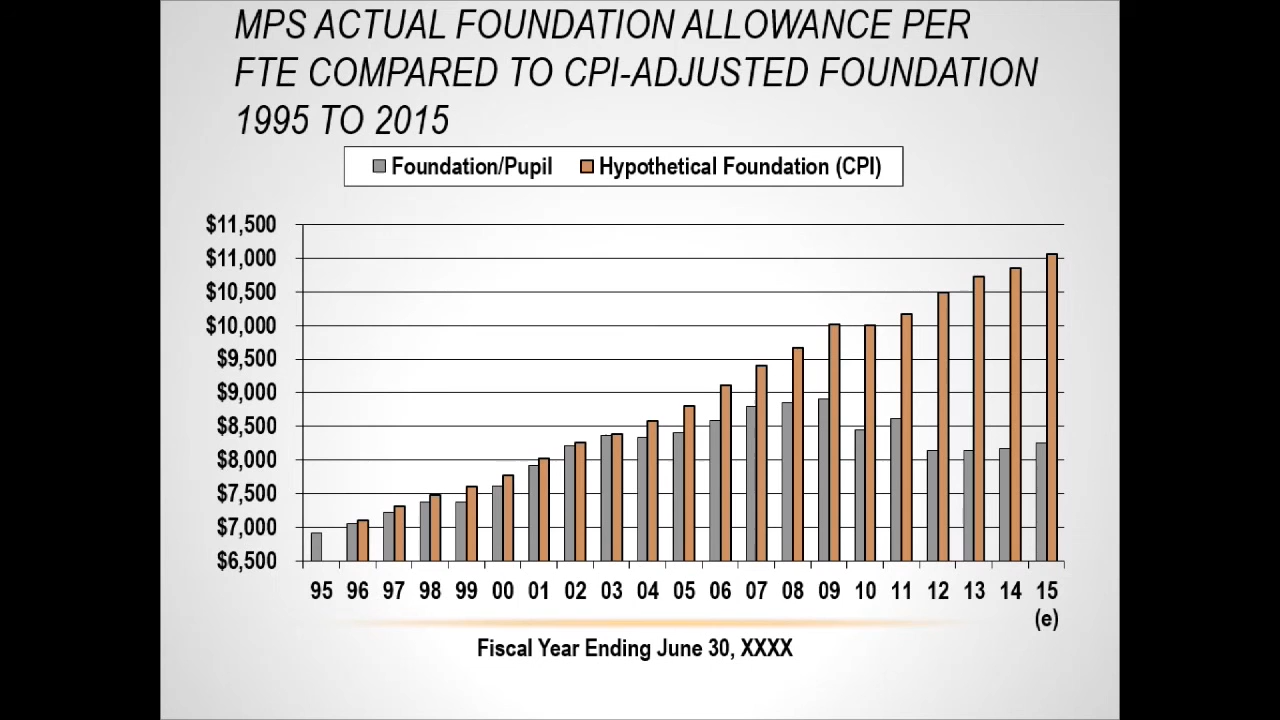 MPS ACTUAL FOUNDATION ALLOWANCE PER
FTE COMPARED TO CPI-ADJUSTED FOUNDATION
1995 TO 2015
Foundation/Pupil Hypothetical Foundation (CPI)
$11,500
$11,000
$10,500
$10,000
$9,500
$9,000
$8,500
$8,000
$7,500
$7,000
$6,500
95 96 97 98 99 00 01 02 03 04 05 06 07 08 09 10 11 12 13 14 15
(e)
Fiscal Year Ending June 30, XXXX